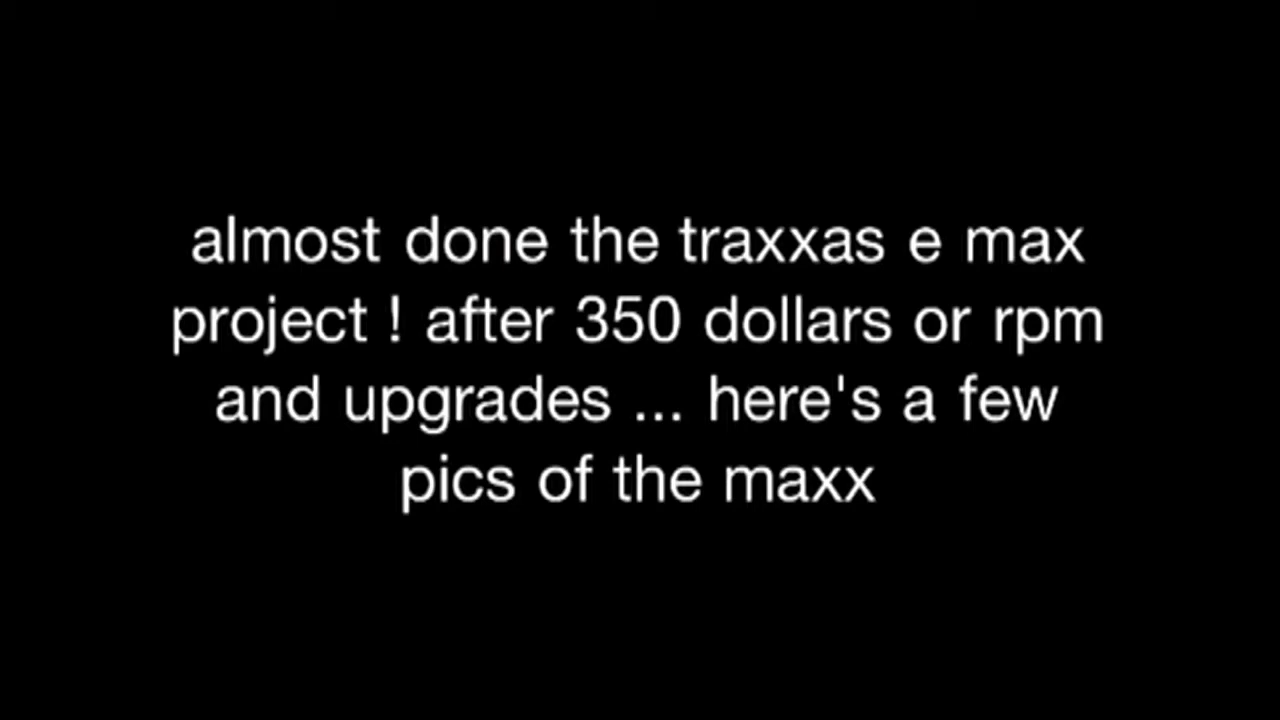 almost done the traxxas e max
project ! after 350 dollars or rpm
and upgrades ... here's a few
pics of the maxx